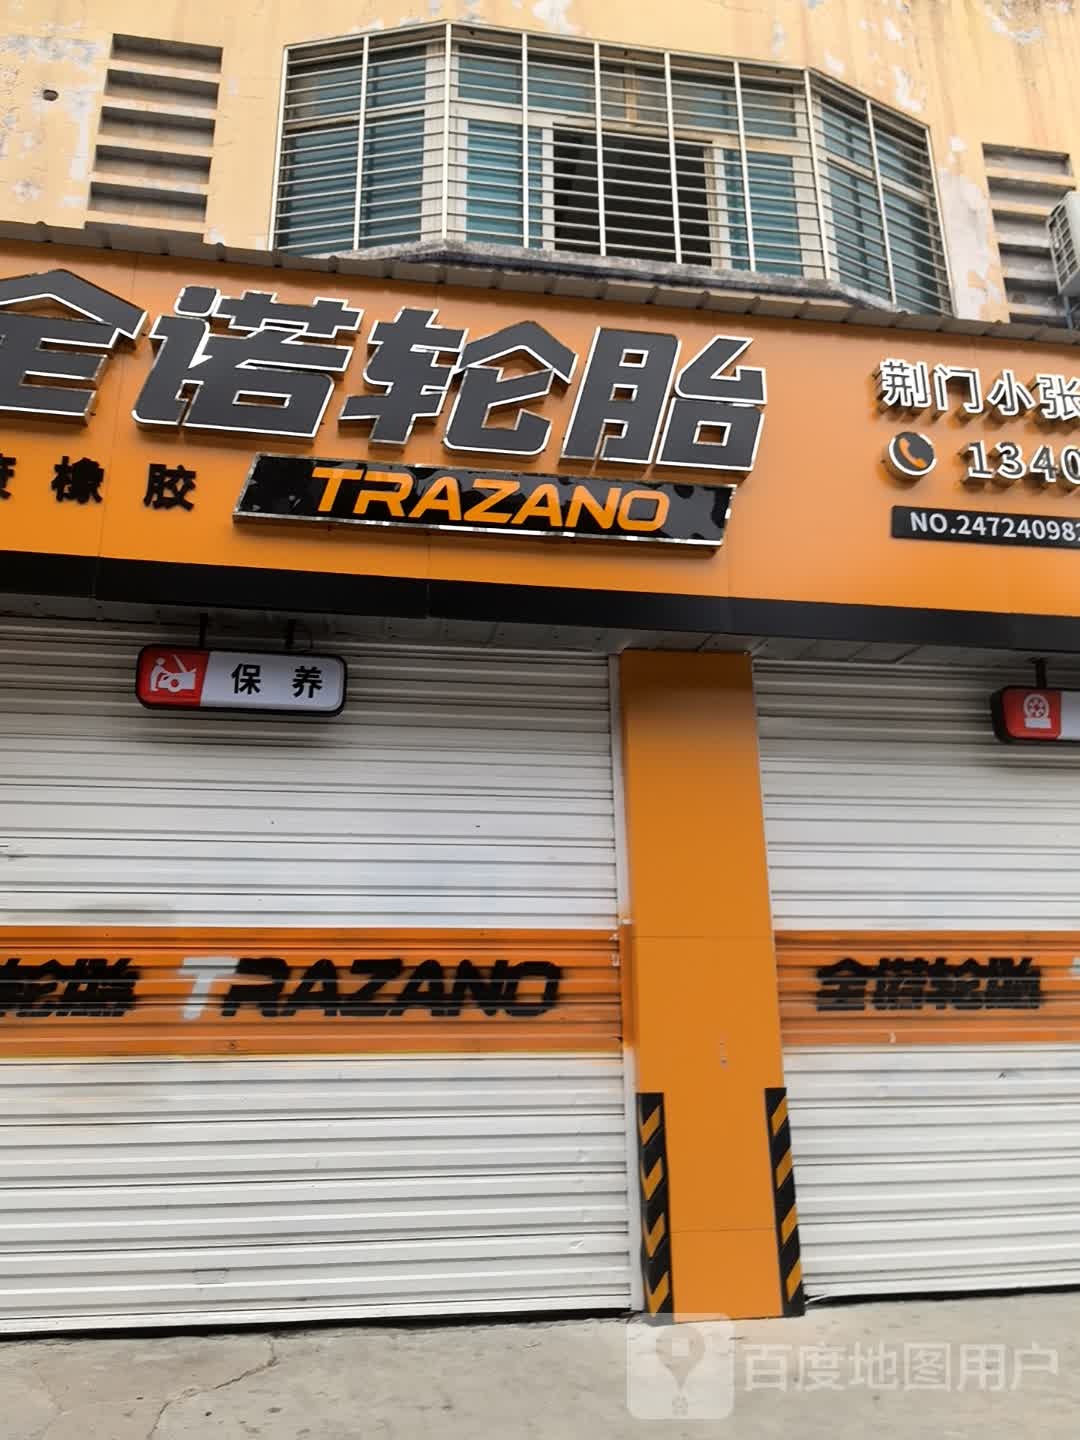 全诺轮胎
荆门小张
橡胶
TRAZANO
1340
NO.24724098
保养
轮胎 TRAZANO
全诺轮胎
百度地图用户